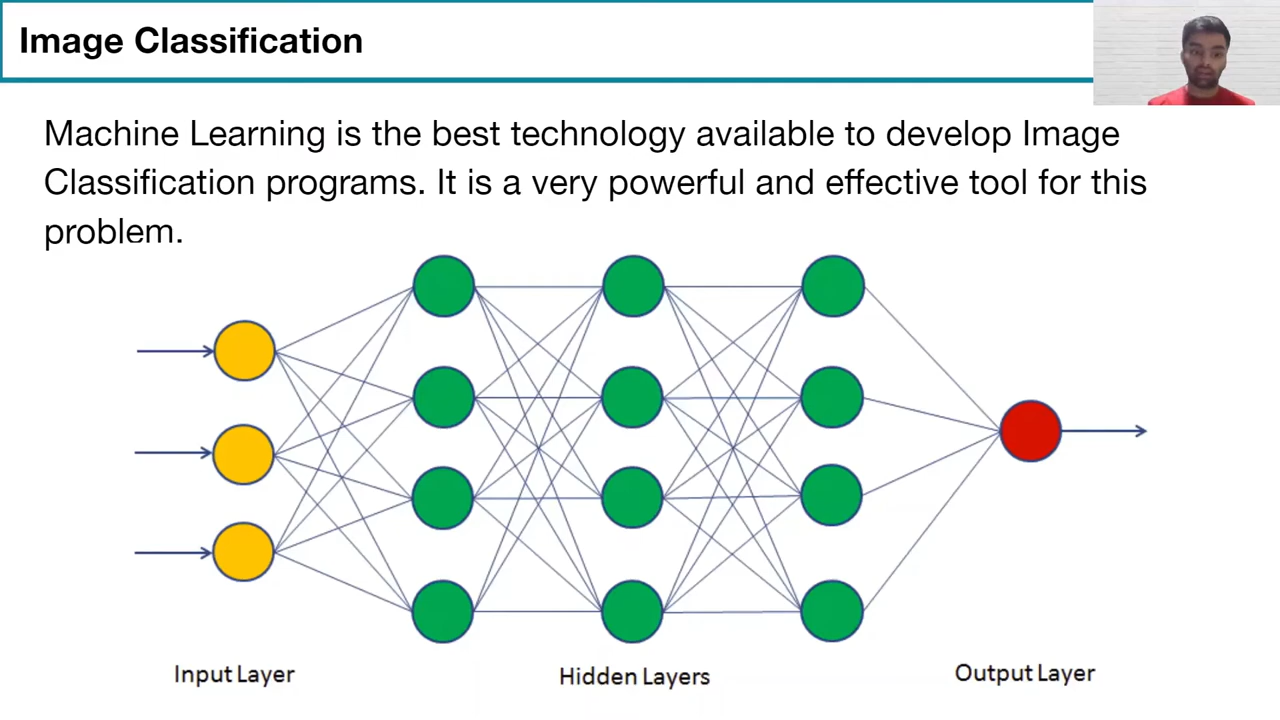 Image Classification
Machine Learning is the best technology available to develop Image
Classification programs. It is a very powerful and effective tool for this
problem.
Input Layer
Hidden Layers
Output Layer